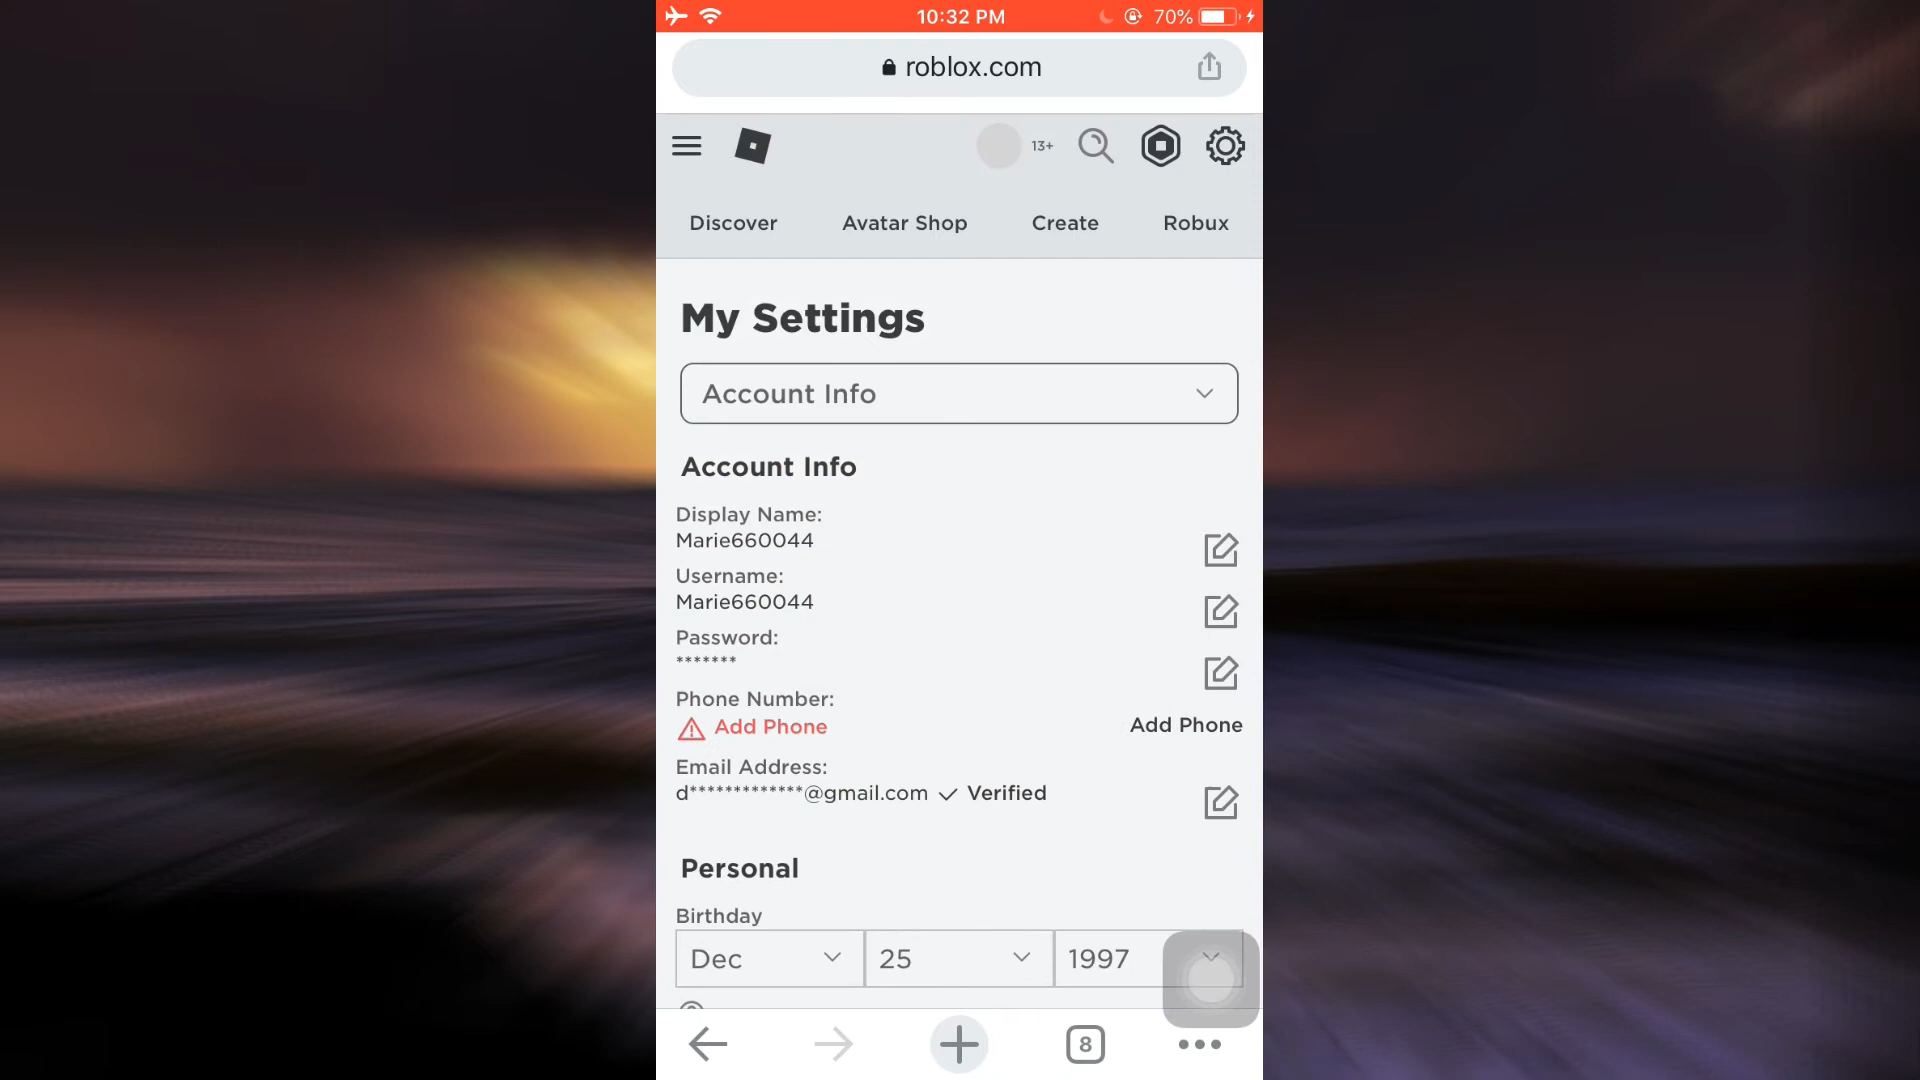 10:32 PM
70%
roblox.com
13+
Discover Avatar Shop Create Robux
My Settings
Account Info
Account Info
Display Name:
Marie660044
Username:
Marie660044
Password:
*******
Phone Number:
Add Phone Add Phone
Email Address:
d*************@gmail.com Verified
Personal
Birthday
Dec 25 1997
8